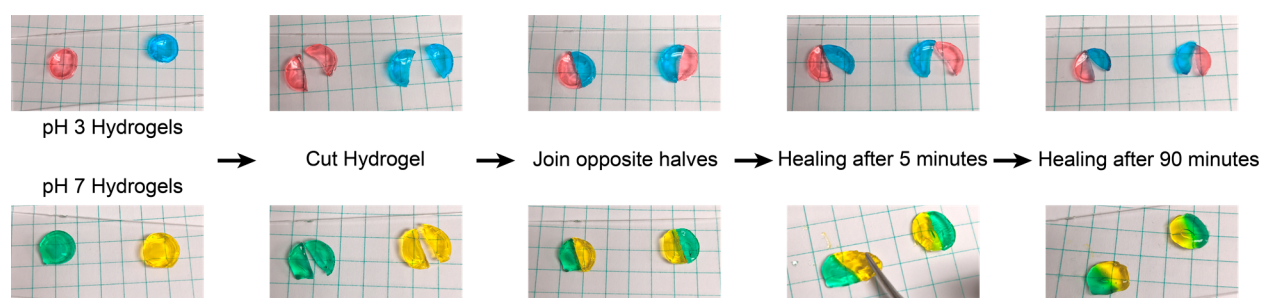 pH 3 Hydrogels
Cut Hydrogel
Join opposite halves
Healing after 5 minutes
Healing after 90 minutes
pH 7 Hydrogels